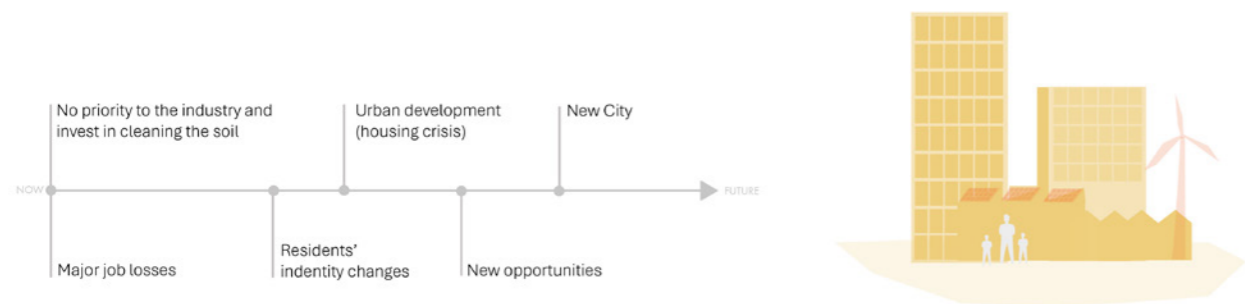 No priority to the industry and
invest in cleaning the soil
Urban development
(housing crisis)
New City
NOW
FUTURE
Major job losses
Residents’
indentity changes
New opportunities